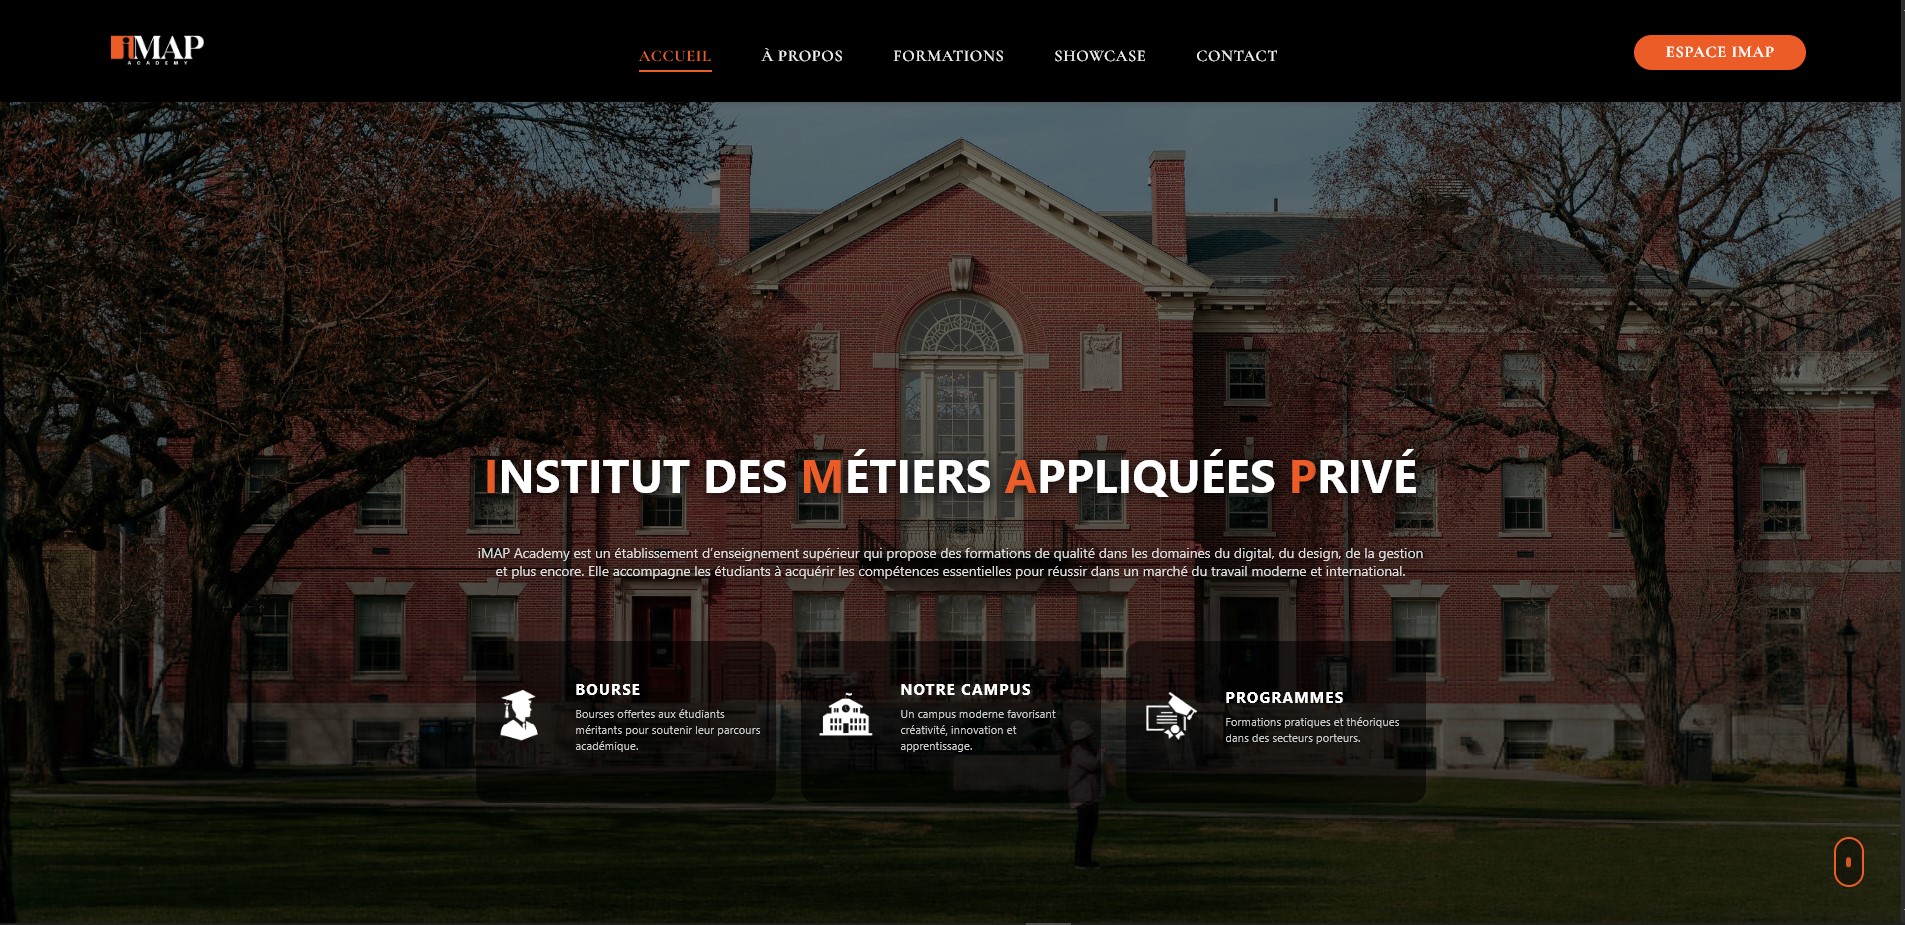 iMAP
ACADEMY
ACCUEIL
À PROPOS
FORMATIONS
SHOWCASE
CONTACT
ESPACE IMAP
INSTITUT DES MÉTIERS APPLIQUÉES PRIVÉ
iMAP Academy est un établissement d’enseignement supérieur qui propose des formations de qualité dans les domaines du digital, du design, de la gestion
et plus encore. Elle accompagne les étudiants à acquérir les compétences essentielles pour réussir dans un marché du travail moderne et international.
BOURSE
Bourses offertes aux étudiants
méritants pour soutenir leur parcours
académique.
NOTRE CAMPUS
Un campus moderne favorisant
créativité, innovation et
apprentissage.
PROGRAMMES
Formations pratiques et théoriques
dans des secteurs porteurs.